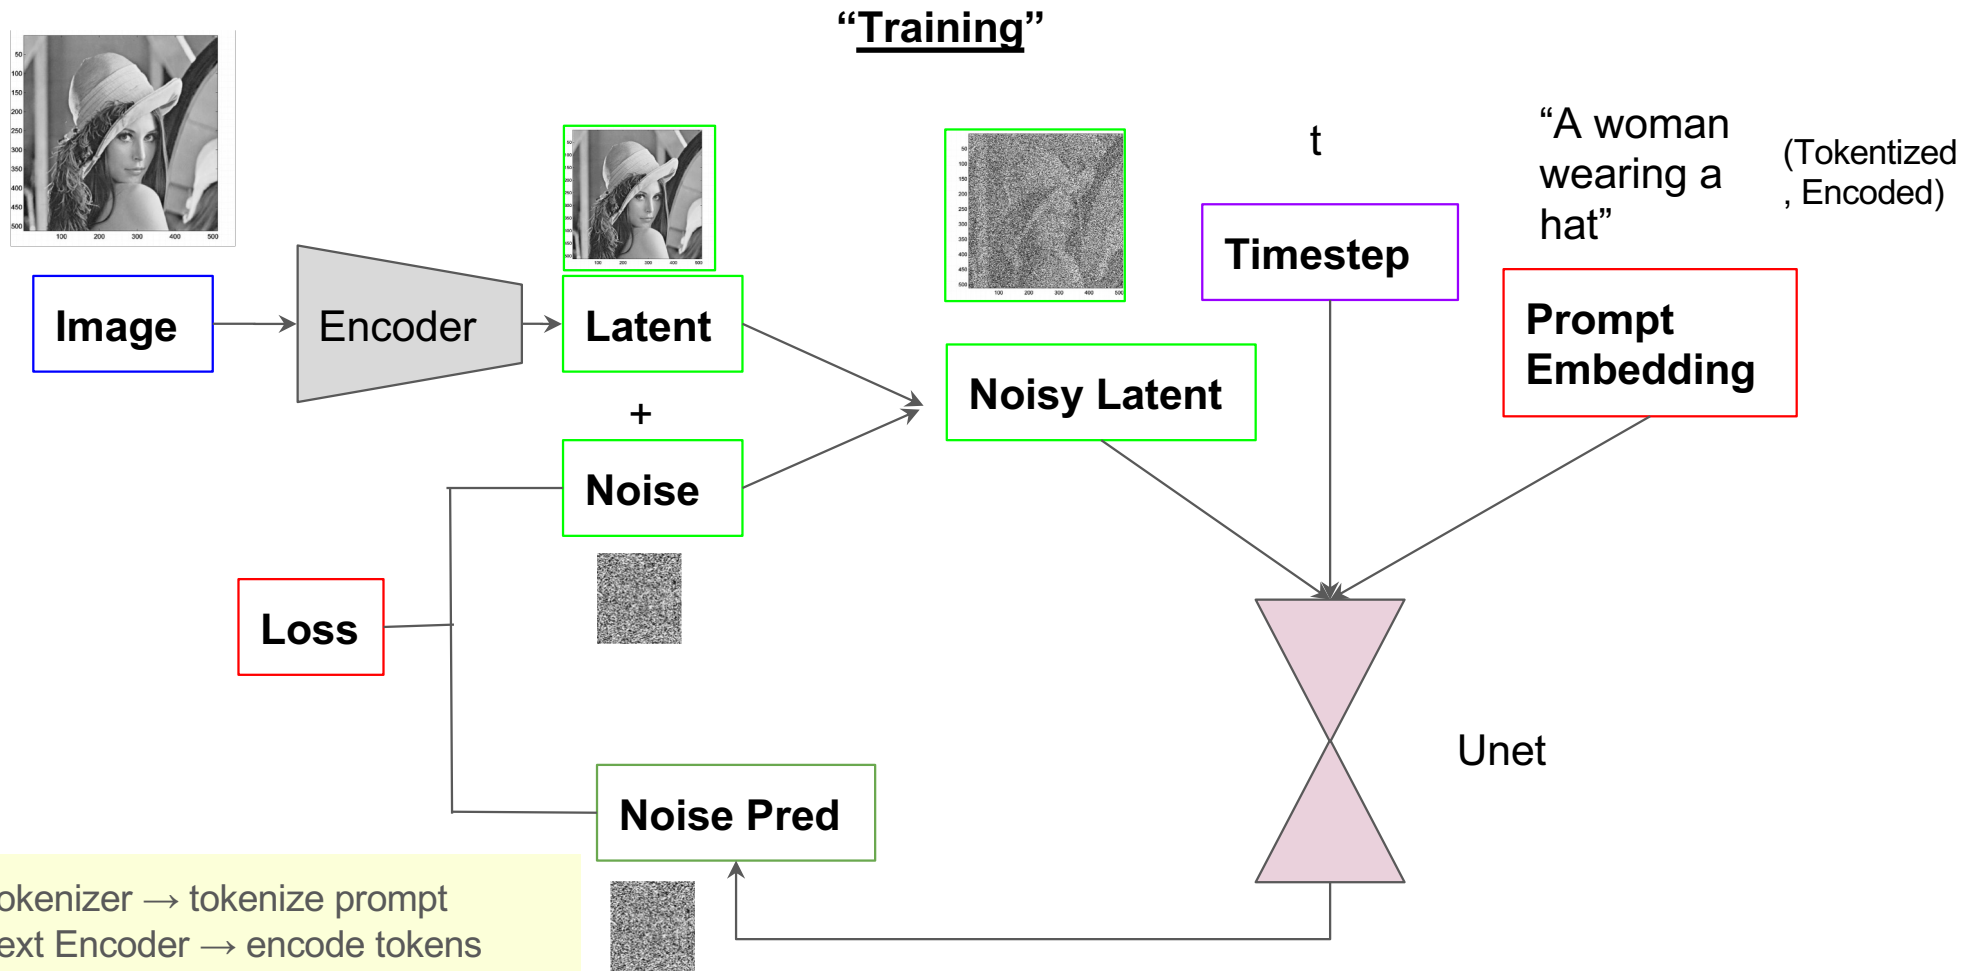 “Training”
“A woman
wearing a
hat”
(Tokentized
, Encoded)
t
Image
Encoder
Latent
+
Noise
Noisy Latent
Timestep
Prompt
Embedding
Loss
Unet
Noise Pred
okenizer → tokenize prompt
ext Encoder → encode tokens